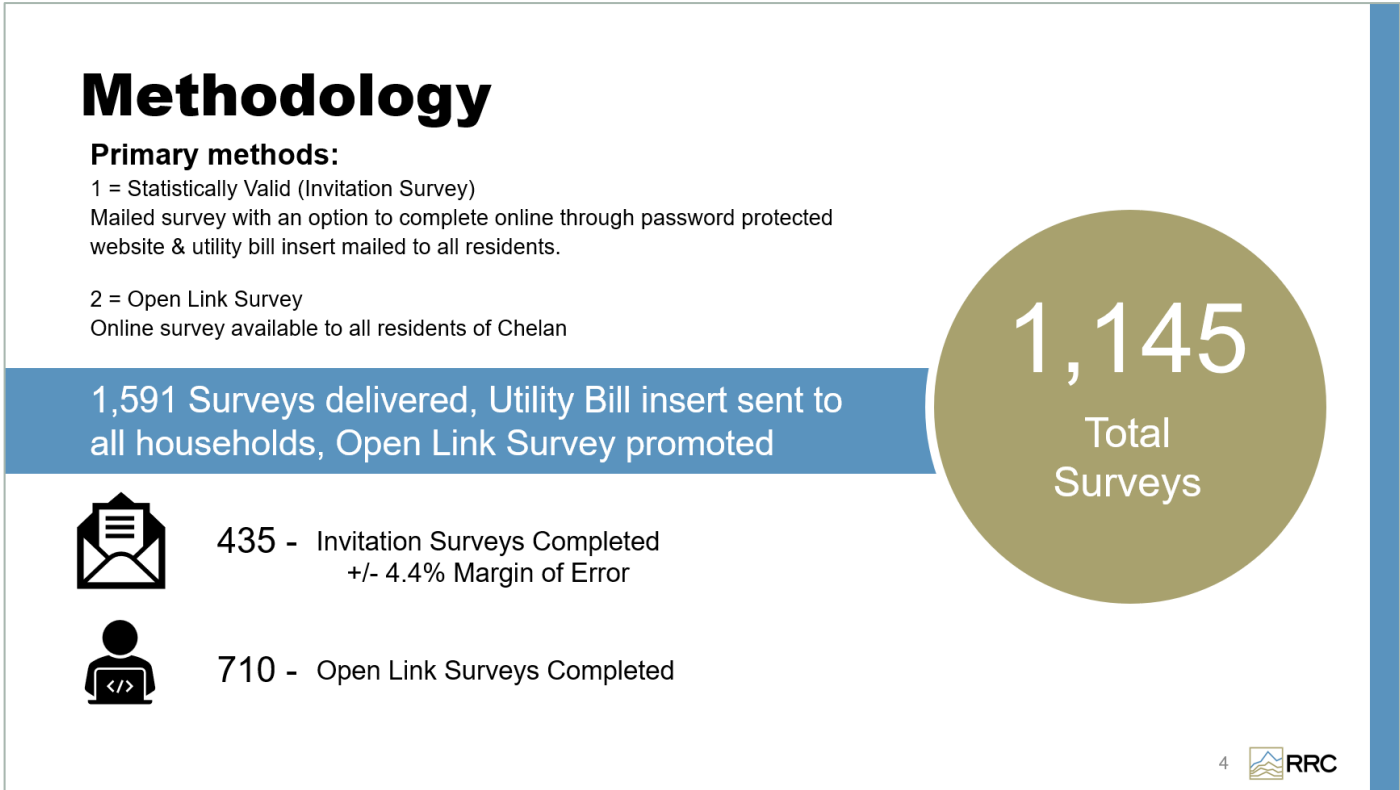 Methodology
Primary methods:
1 = Statistically Valid (Invitation Survey)
Mailed survey with an option to complete online through password protected
website & utility bill insert mailed to all residents.
2 = Open Link Survey
Online survey available to all residents of Chelan
1,591 Surveys delivered, Utility Bill insert sent to
all households, Open Link Survey promoted
1,145
Total
Surveys
435 - Invitation Surveys Completed
+/- 4.4% Margin of Error
</>
710 - Open Link Surveys Completed
4
RRC